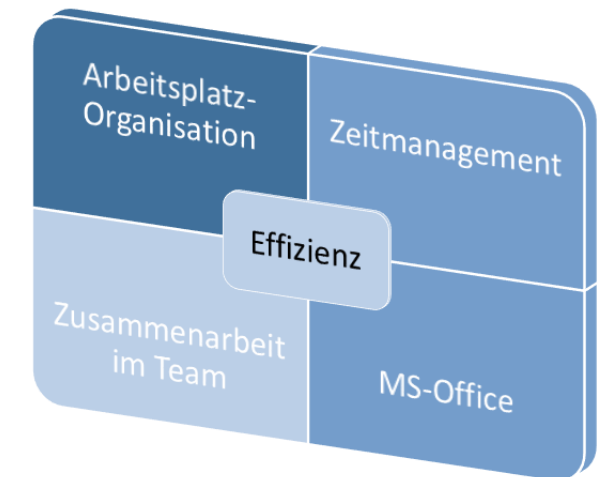 Arbeitsplatz-
Organisation
Zeitmanagement
Effizienz
Zusammenarbeit
im Team
MS-Office